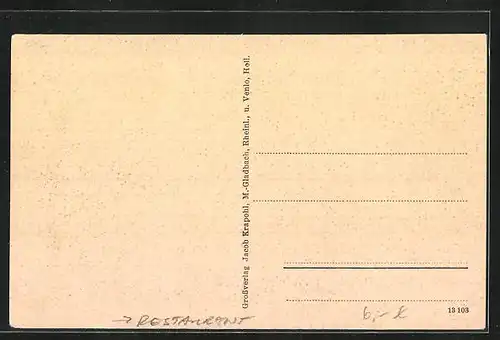 Großverlag Jacob Krapohl, M.-Gladbach, Rheinl., u. Venlo, Holl.
→ RESTAURANT
6,-
13 103